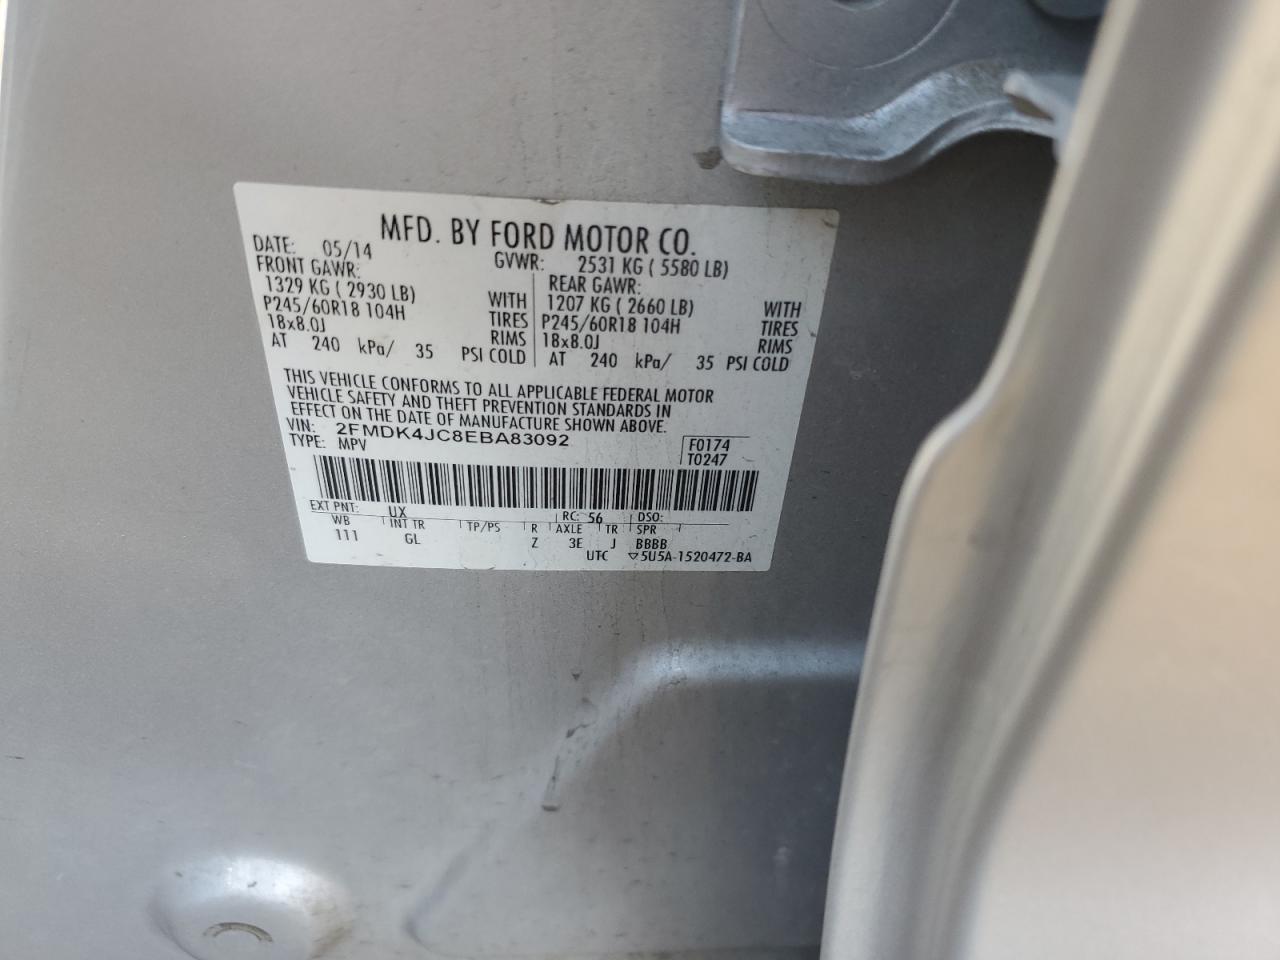 MFD. BY FORD MOTOR CO.
DATE: 05/14 GVWR: 2531 KG ( 5580 LB)
FRONT GAWR: REAR GAWR:
1329 KG ( 2930 LB) WITH 1207 KG ( 2660 LB) WITH
P245/60R18 104H TIRES P245/60R18 104H TIRES
18x8.0J RIMS 18x8.0J RIMS
AT 240 kPa/ 35 PSI COLD AT 240 kPa/ 35 PSI COLD
THIS VEHICLE CONFORMS TO ALL APPLICABLE FEDERAL MOTOR
VEHICLE SAFETY AND THEFT PREVENTION STANDARDS IN
EFFECT ON THE DATE OF MANUFACTURE SHOWN ABOVE.
VIN: 2FMDK4JC8EBA83092 F0174
TYPE: MPV T0247
EXT PNT: UX RC: 56 DSO:
WB INT TR TP/PS R AXLE TR SPR
111 GL Z 3E J BBBB
UTC ▽5U5A-1520472-BA